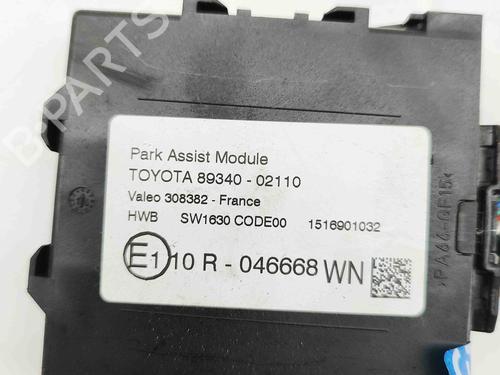 Park Assist Module
TOYOTA 89340 - 02110
Valeo 308382 - France
HWB SW1630 CODE00 1516901032
E1 10 R - 046668 WN
>PA66-GF15<
B-PARTS